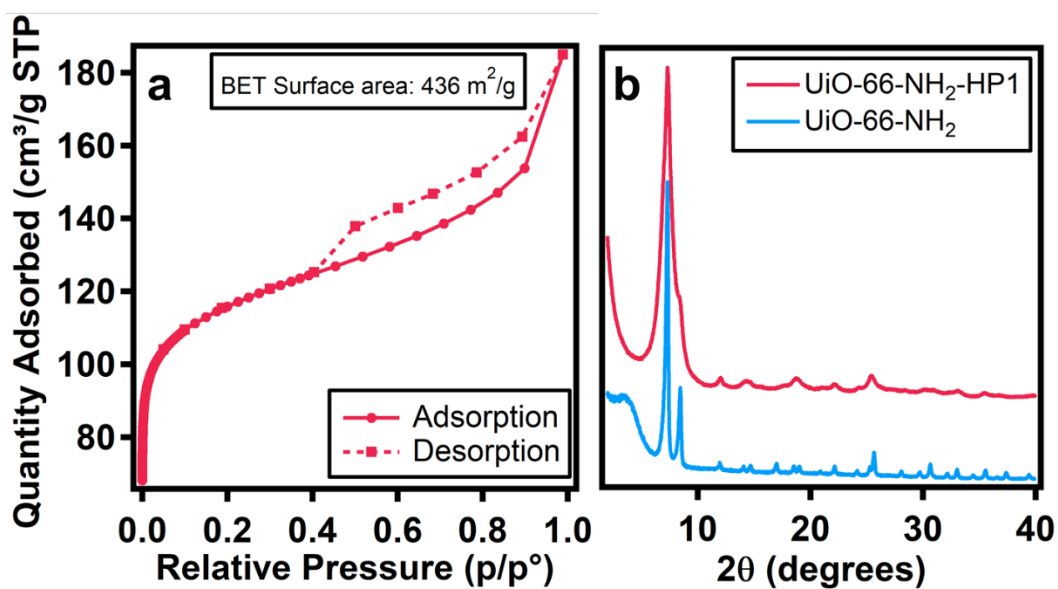 a
BET Surface area: 436 m²/g
Quantity Adsorbed (cm³/g STP
180
160
140
120
100
80
Adsorption
Desorption
0.0 0.2 0.4 0.6 0.8 1.0
Relative Pressure (p/p°)
b
UiO-66-NH₂-HP1
UiO-66-NH₂
10 20 30 40
2θ (degrees)